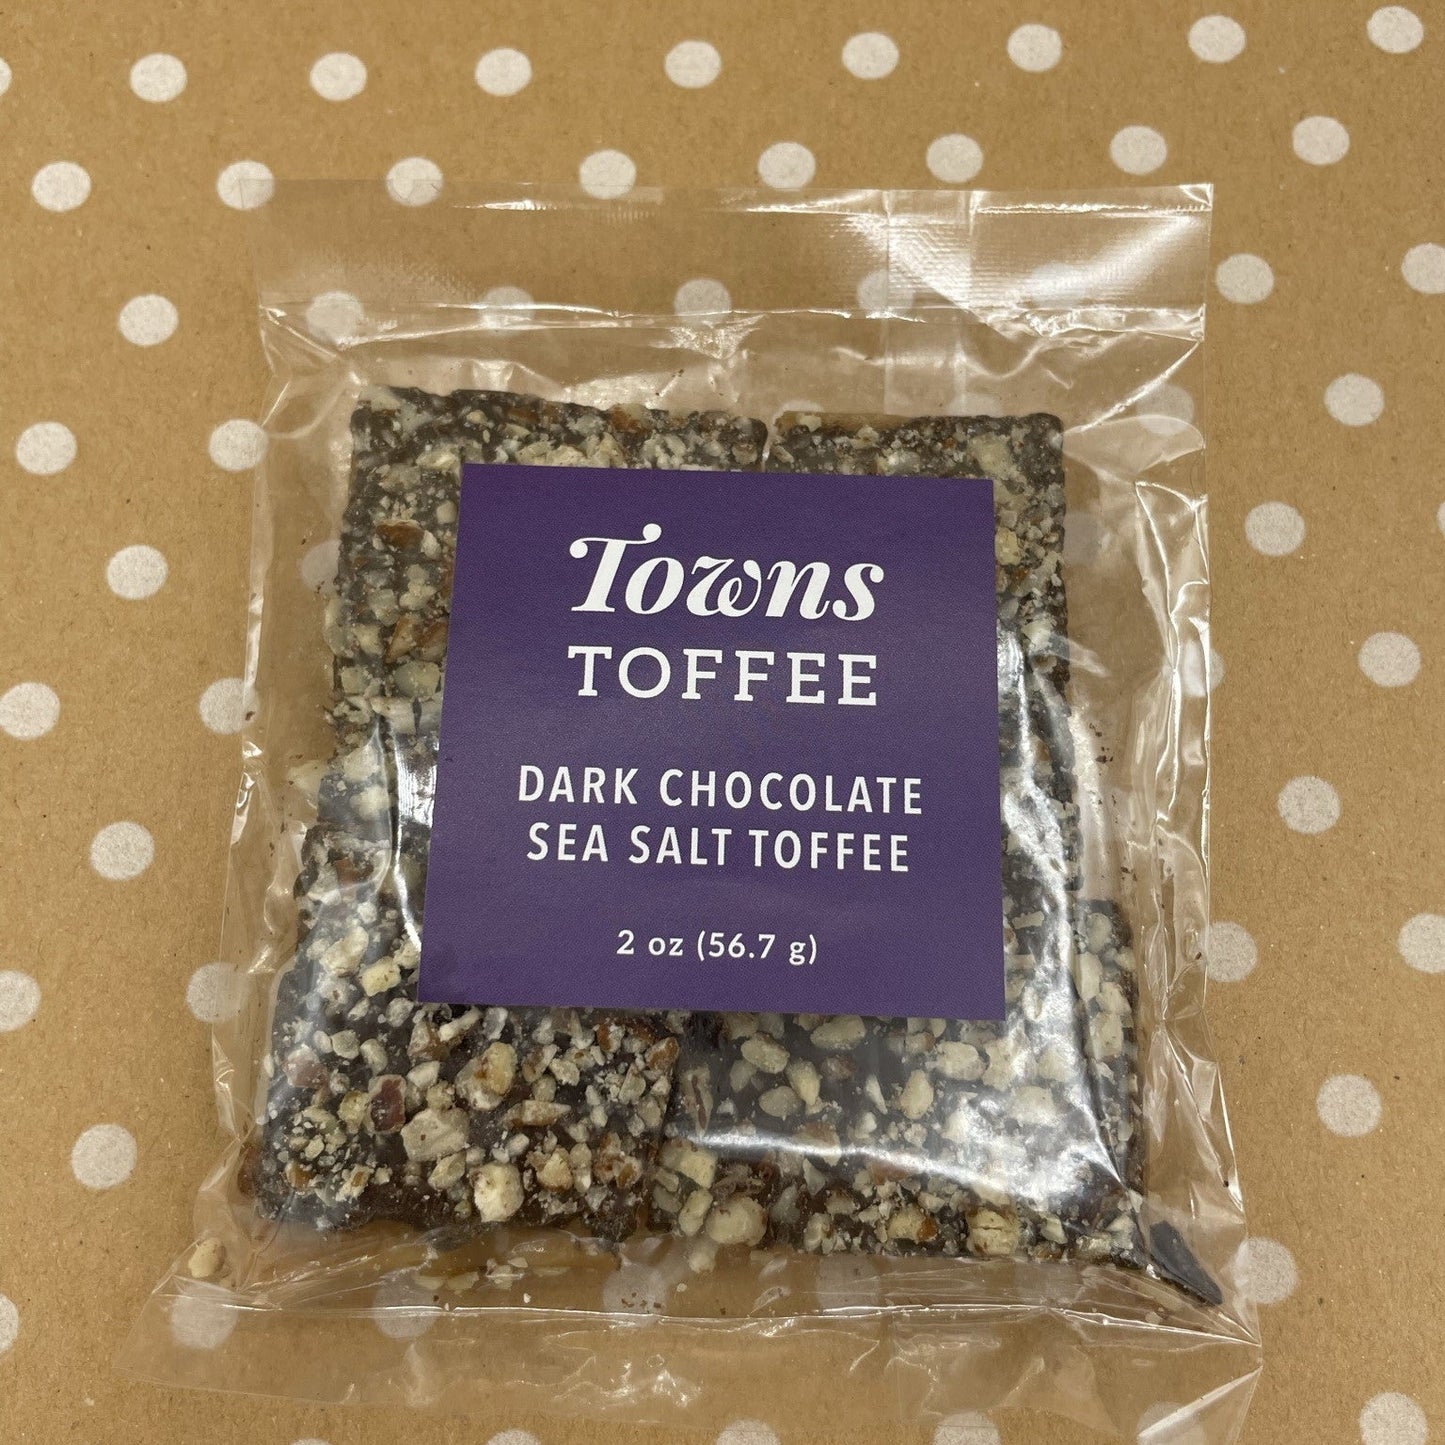 Towns
TOFFEE
DARK CHOCOLATE
SEA SALT TOFFEE
2 oz (56.7 g)